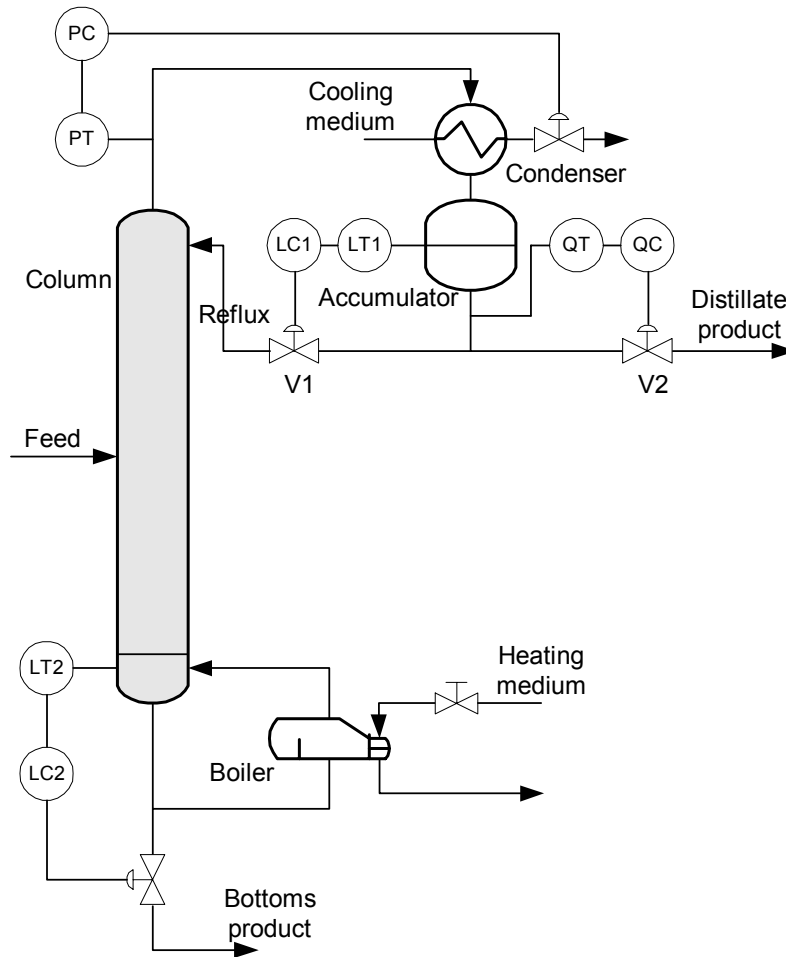 PC
Cooling
medium
PT
Condenser
LC1
LT1
QT
QC
Column
Accumulator
Distillate
product
Reflux
V1
V2
Feed
LT2
Heating
medium
LC2
Boiler
Bottoms
product